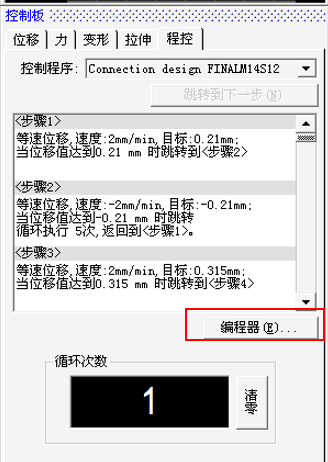 控制板
位移 力 变形 拉伸 程控
控制程序: Connection design FINALM14S12
跳转到下一步(N)
<步骤1>
等速位移,速度:2mm/min,目标:0.21mm;
当位移值达到0.21 mm 时跳转到<步骤2>
<步骤2>
等速位移,速度:-2mm/min,目标:-0.21mm;
当位移值达到-0.21 mm 时跳转
循环执行 5次,返回到<步骤1>。
<步骤3>
等速位移,速度:2mm/min,目标:0.315mm;
当位移值达到0.315 mm 时跳转到<步骤4>
编程器(E)...
循环次数
1
清零